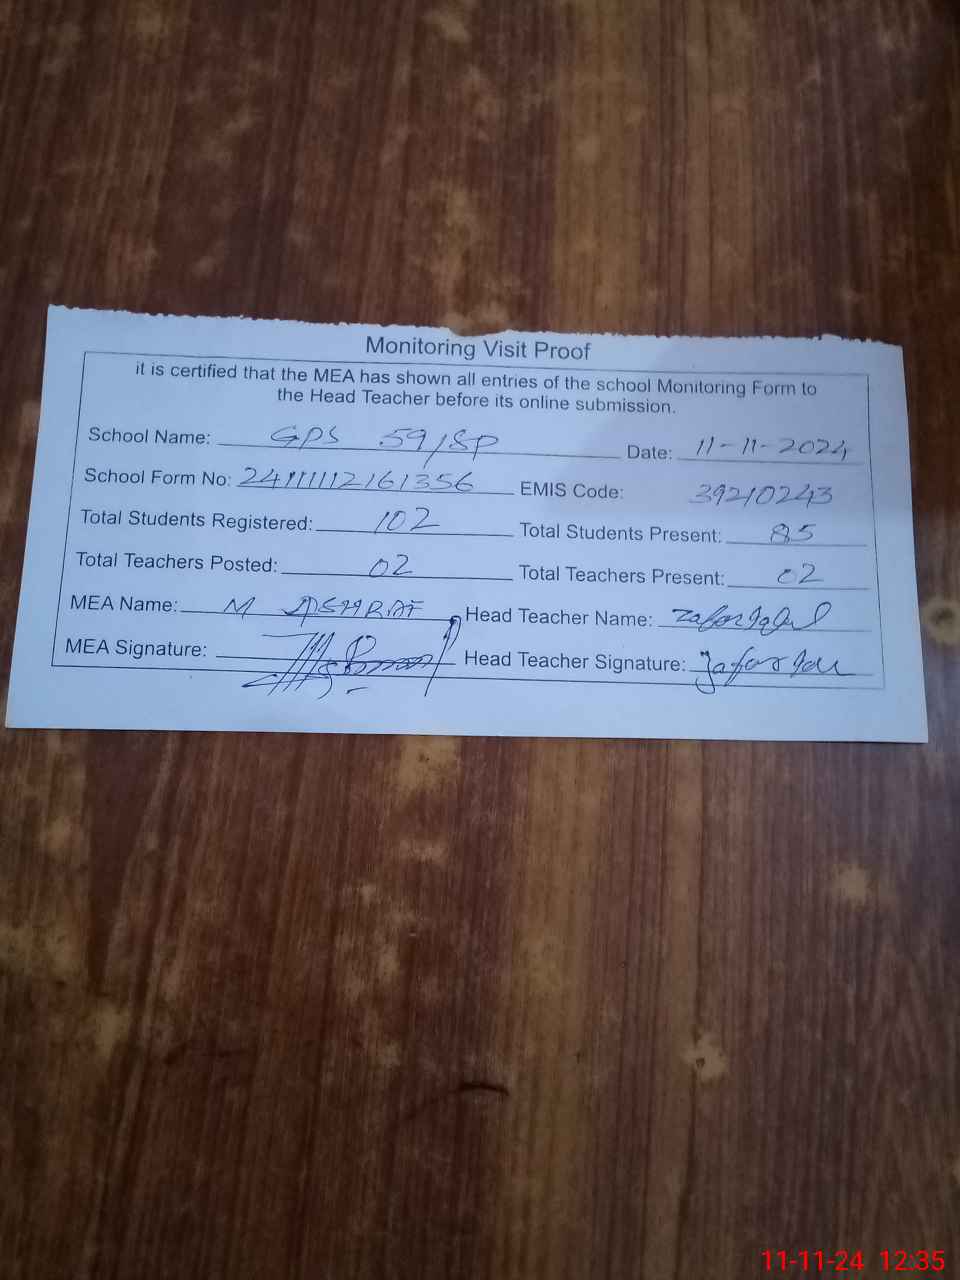 Monitoring Visit Proof
it is certified that the MEA has shown all entries of the school Monitoring Form to
the Head Teacher before its online submission.
School Name: GPS 59/SP Date: 11-11-2024
School Form No: 24111112161356 EMIS Code: 39210243
Total Students Registered: 102 Total Students Present: 85
Total Teachers Posted: 02 Total Teachers Present: 02
MEA Name: M ASHRAF Head Teacher Name: Zafar Iqbal
MEA Signature: Head Teacher Signature:
11-11-24 12:35